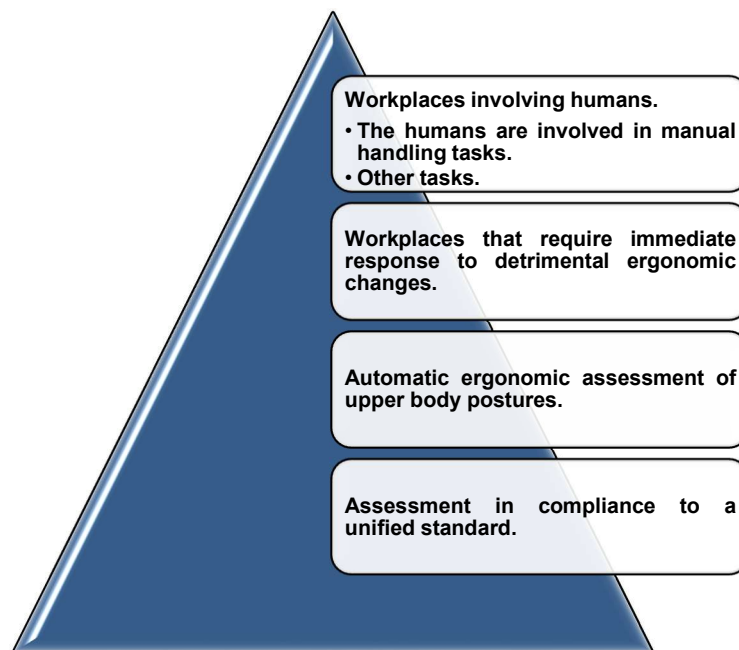 Workplaces involving humans.
• The humans are involved in manual
handling tasks.
• Other tasks.
Workplaces that require immediate
response to detrimental ergonomic
changes.
Automatic ergonomic assessment of
upper body postures.
Assessment in compliance to a
unified standard.